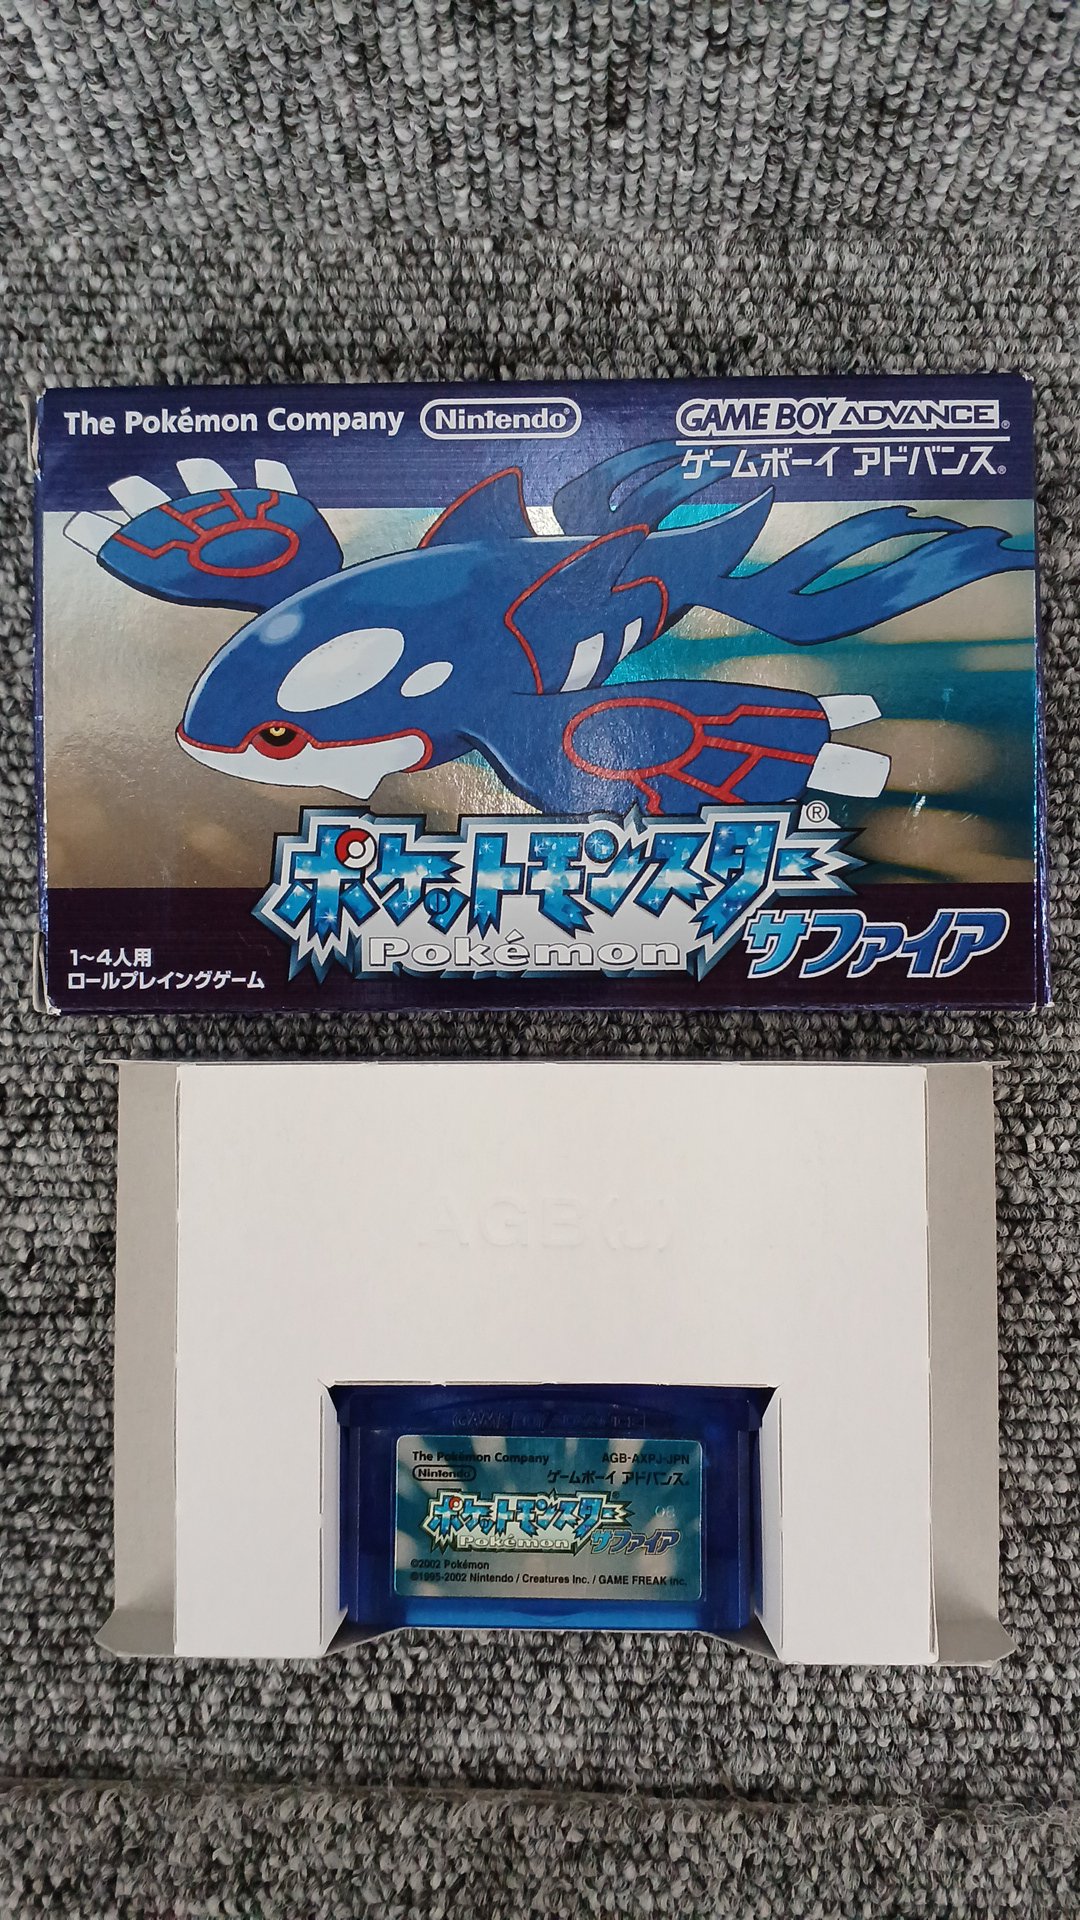 The Pokémon Company Nintendo®
GAME BOY ADVANCE®
ゲームボーイ アドバンス®
ポケットモンスター®
Pokémon
サファイア
1~4人用
ロールプレイングゲーム
AGB(J)
GAME BOY ADVANCE
The Pokémon Company AGB-AXPJ-JPN
Nintendo ゲームボーイ アドバンス®
ポケットモンスター®
08
Pokémon サファイア
©2002 Pokémon
©1995-2002 Nintendo / Creatures Inc. / GAME FREAK inc.